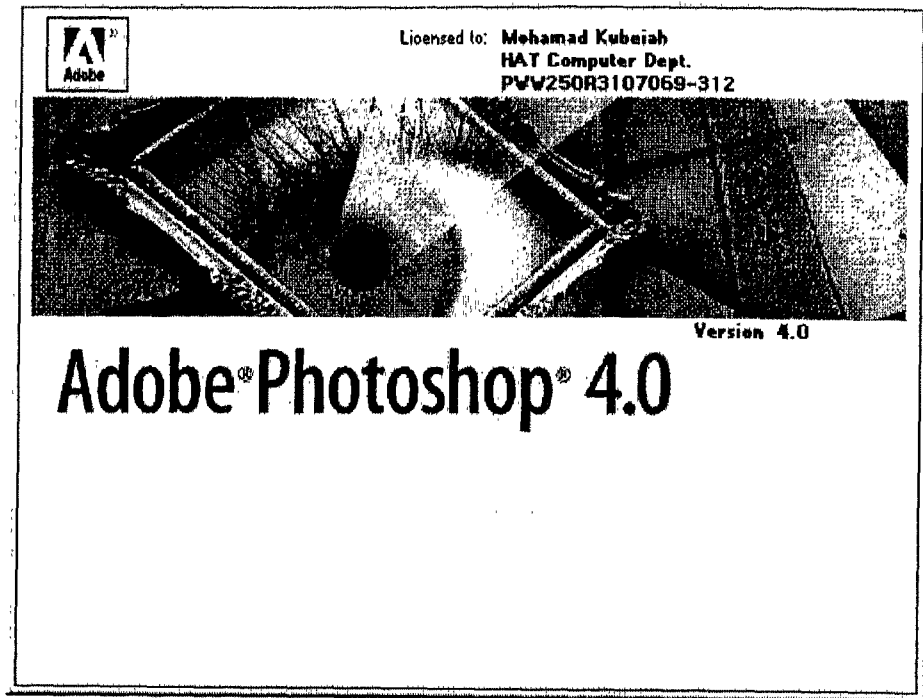 Adobe
Licensed to: Mohamad Kubeiah
HAT Computer Dept.
PWW250R3107069-312
Version 4.0
Adobe® Photoshop® 4.0